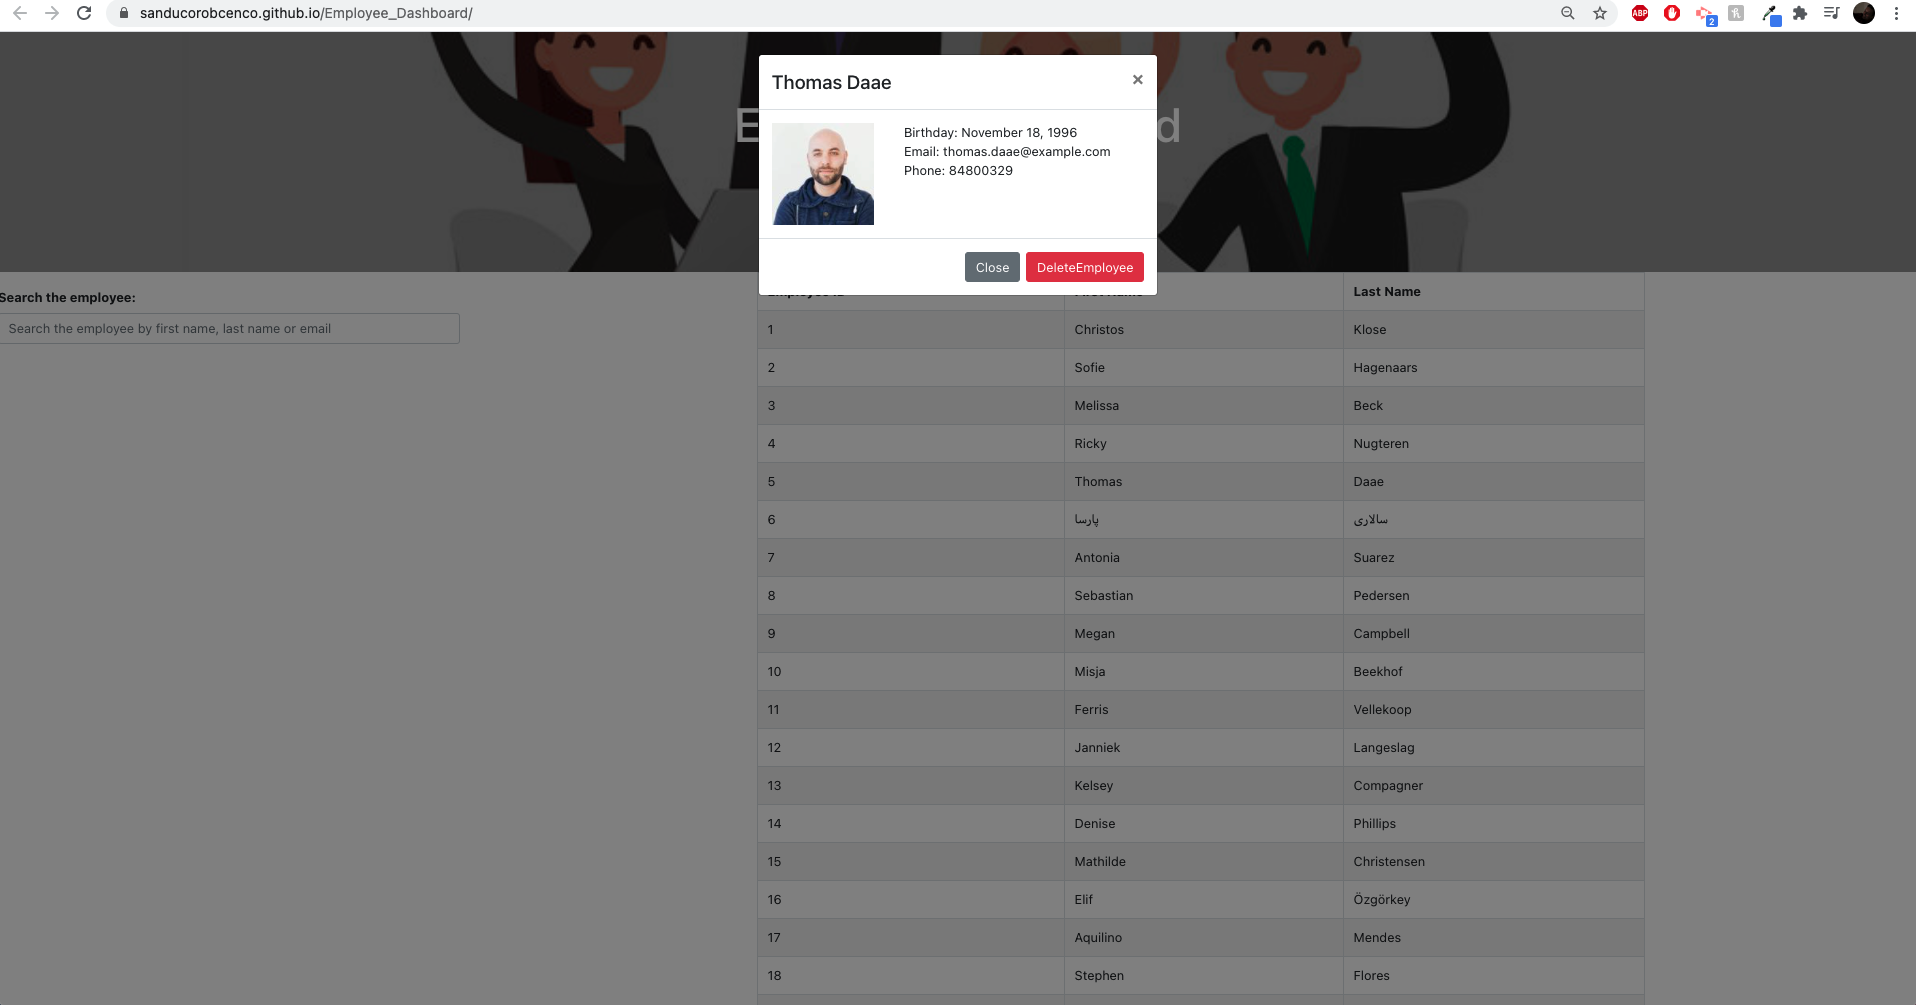 sanducorobcenco.github.io/Employee_Dashboard/
ABP
2
Thomas Daae
×
Birthday: November 18, 1996
Email: thomas.daae@example.com
Phone: 84800329
Close
DeleteEmployee
Search the employee:
Search the employee by first name, last name or email
Last Name
1 Christos Klose
2 Sofie Hagenaars
3 Melissa Beck
4 Ricky Nugteren
5 Thomas Daae
6 پارسا سالاری
7 Antonia Suarez
8 Sebastian Pedersen
9 Megan Campbell
10 Misja Beekhof
11 Ferris Vellekoop
12 Janniek Langeslag
13 Kelsey Compagner
14 Denise Phillips
15 Mathilde Christensen
16 Elif Özgörkey
17 Aquilino Mendes
18 Stephen Flores